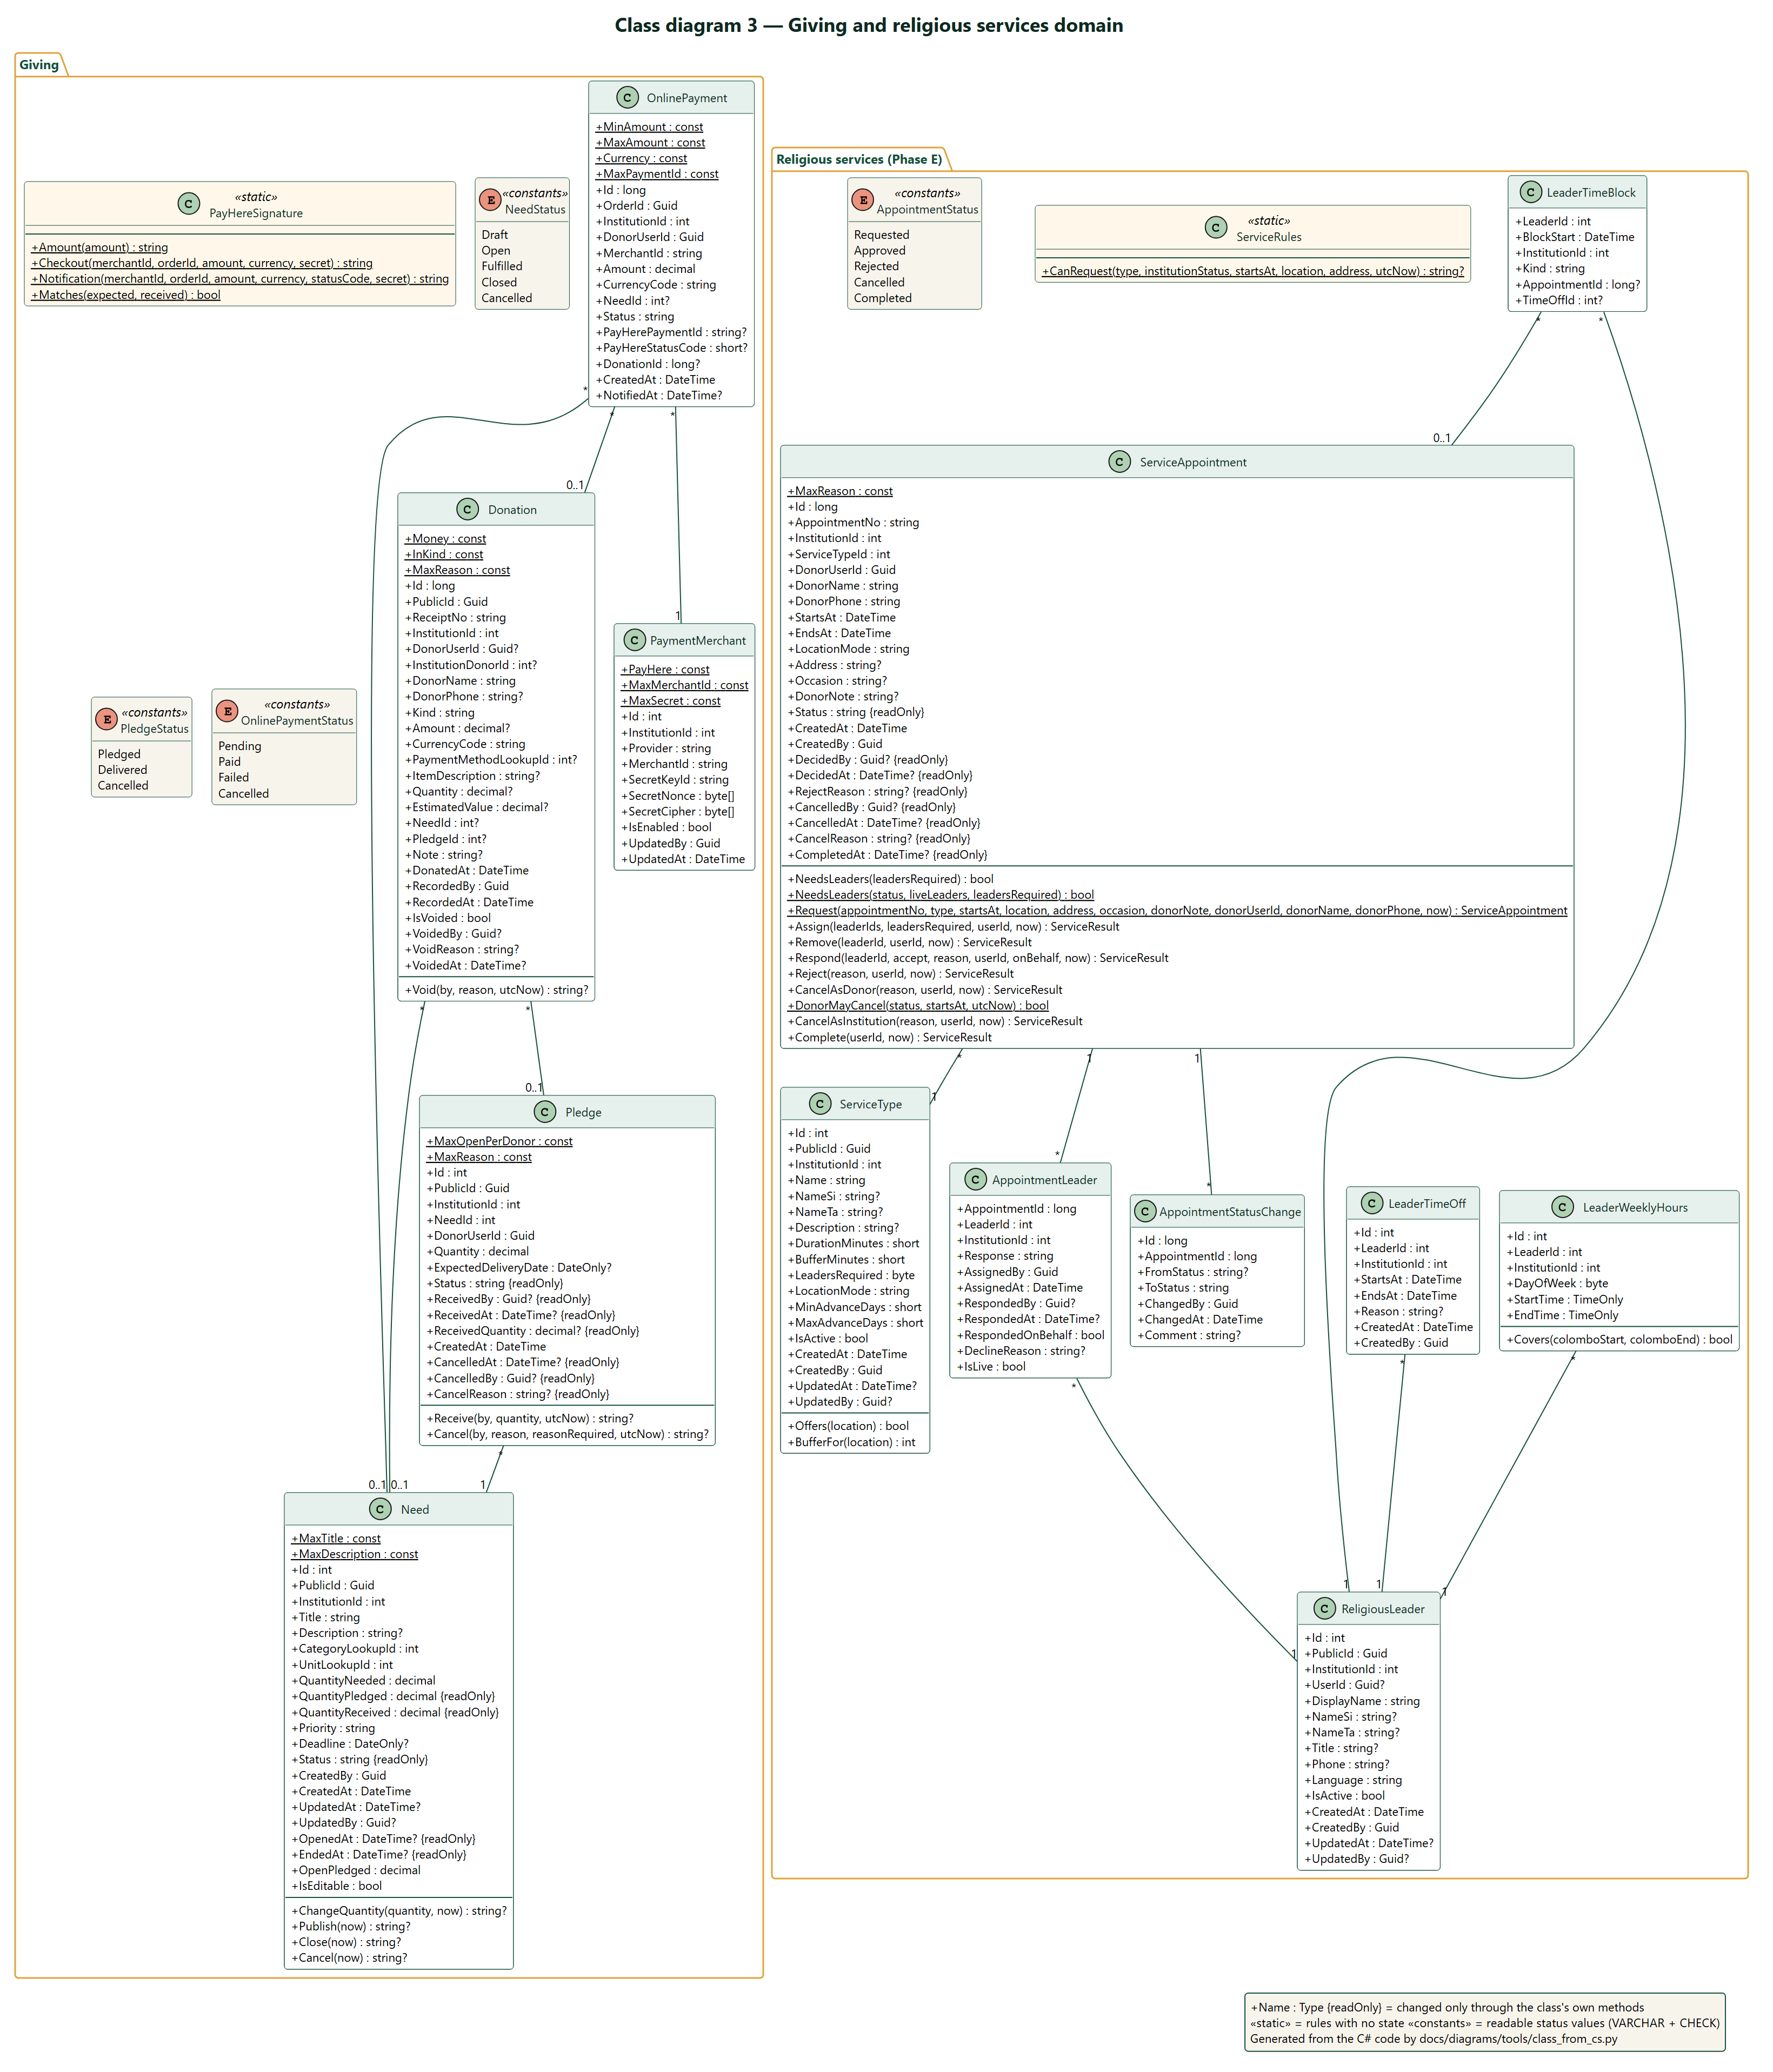 Class diagram 3 — Giving and religious services domain
Giving
C
OnlinePayment
+MinAmount : const
+MaxAmount : const
+Currency : const
+MaxPaymentId : const
+Id : long
+OrderId : Guid
+InstitutionId : int
+DonorUserId : Guid
+MerchantId : string
+Amount : decimal
+CurrencyCode : string
+NeedId : int?
+Status : string
+PayHerePaymentId : string?
+PayHereStatusCode : short?
+DonationId : long?
+CreatedAt : DateTime
+NotifiedAt : DateTime?
C
«static»
PayHereSignature
+Amount(amount) : string
+Checkout(merchantId, orderId, amount, currency, secret) : string
+Notification(merchantId, orderId, amount, currency, statusCode, secret) : string
+Matches(expected, received) : bool
E
«constants»
NeedStatus
Draft
Open
Fulfilled
Closed
Cancelled
*
*
*
0..1
1
C
Donation
+Money : const
+InKind : const
+MaxReason : const
+Id : long
+PublicId : Guid
+ReceiptNo : string
+InstitutionId : int
+DonorUserId : Guid?
+InstitutionDonorId : int?
+DonorName : string
+DonorPhone : string?
+Kind : string
+Amount : decimal?
+CurrencyCode : string
+PaymentMethodLookupId : int?
+ItemDescription : string?
+Quantity : decimal?
+EstimatedValue : decimal?
+NeedId : int?
+PledgeId : int?
+Note : string?
+DonatedAt : DateTime
+RecordedBy : Guid
+RecordedAt : DateTime
+IsVoided : bool
+VoidedBy : Guid?
+VoidReason : string?
+VoidedAt : DateTime?
+Void(by, reason, utcNow) : string?
C
PaymentMerchant
+PayHere : const
+MaxMerchantId : const
+MaxSecret : const
+Id : int
+InstitutionId : int
+Provider : string
+MerchantId : string
+SecretKeyId : string
+SecretNonce : byte[]
+SecretCipher : byte[]
+IsEnabled : bool
+UpdatedBy : Guid
+UpdatedAt : DateTime
E
«constants»
PledgeStatus
Pledged
Delivered
Cancelled
E
«constants»
OnlinePaymentStatus
Pending
Paid
Failed
Cancelled
*
*
0..1
C
Pledge
+MaxOpenPerDonor : const
+MaxReason : const
+Id : int
+PublicId : Guid
+InstitutionId : int
+NeedId : int
+DonorUserId : Guid
+Quantity : decimal
+ExpectedDeliveryDate : DateOnly?
+Status : string {readOnly}
+ReceivedBy : Guid? {readOnly}
+ReceivedAt : DateTime? {readOnly}
+ReceivedQuantity : decimal? {readOnly}
+CreatedAt : DateTime
+CancelledAt : DateTime? {readOnly}
+CancelledBy : Guid? {readOnly}
+CancelReason : string? {readOnly}
+Receive(by, quantity, utcNow) : string?
+Cancel(by, reason, reasonRequired, utcNow) : string?
*
0..1 0..1
1
C
Need
+MaxTitle : const
+MaxDescription : const
+Id : int
+PublicId : Guid
+InstitutionId : int
+Title : string
+Description : string?
+CategoryLookupId : int
+UnitLookupId : int
+QuantityNeeded : decimal
+QuantityPledged : decimal {readOnly}
+QuantityReceived : decimal {readOnly}
+Priority : string
+Deadline : DateOnly?
+Status : string {readOnly}
+CreatedBy : Guid
+CreatedAt : DateTime
+UpdatedAt : DateTime?
+UpdatedBy : Guid?
+OpenedAt : DateTime? {readOnly}
+EndedAt : DateTime? {readOnly}
+OpenPledged : decimal
+IsEditable : bool
+ChangeQuantity(quantity, now) : string?
+Publish(now) : string?
+Close(now) : string?
+Cancel(now) : string?
Religious services (Phase E)
E
«constants»
AppointmentStatus
Requested
Approved
Rejected
Cancelled
Completed
C
«static»
ServiceRules
+CanRequest(type, institutionStatus, startsAt, location, address, utcNow) : string?
C
LeaderTimeBlock
+LeaderId : int
+BlockStart : DateTime
+InstitutionId : int
+Kind : string
+AppointmentId : long?
+TimeOffId : int?
*
*
0..1
C
ServiceAppointment
+MaxReason : const
+Id : long
+AppointmentNo : string
+InstitutionId : int
+ServiceTypeId : int
+DonorUserId : Guid
+DonorName : string
+DonorPhone : string
+StartsAt : DateTime
+EndsAt : DateTime
+LocationMode : string
+Address : string?
+Occasion : string?
+DonorNote : string?
+Status : string {readOnly}
+CreatedAt : DateTime
+CreatedBy : Guid
+DecidedBy : Guid? {readOnly}
+DecidedAt : DateTime? {readOnly}
+RejectReason : string? {readOnly}
+CancelledBy : Guid? {readOnly}
+CancelledAt : DateTime? {readOnly}
+CancelReason : string? {readOnly}
+CompletedAt : DateTime? {readOnly}
+NeedsLeaders(leadersRequired) : bool
+NeedsLeaders(status, liveLeaders, leadersRequired) : bool
+Request(appointmentNo, type, startsAt, location, address, occasion, donorNote, donorUserId, donorName, donorPhone, now) : ServiceAppointment
+Assign(leaderIds, leadersRequired, userId, now) : ServiceResult
+Remove(leaderId, userId, now) : ServiceResult
+Respond(leaderId, accept, reason, userId, onBehalf, now) : ServiceResult
+Reject(reason, userId, now) : ServiceResult
+CancelAsDonor(reason, userId, now) : ServiceResult
+DonorMayCancel(status, startsAt, utcNow) : bool
+CancelAsInstitution(reason, userId, now) : ServiceResult
+Complete(userId, now) : ServiceResult
*
1
1
1
*
*
C
ServiceType
+Id : int
+PublicId : Guid
+InstitutionId : int
+Name : string
+NameSi : string?
+NameTa : string?
+Description : string?
+DurationMinutes : short
+BufferMinutes : short
+LeadersRequired : byte
+LocationMode : string
+MinAdvanceDays : short
+MaxAdvanceDays : short
+IsActive : bool
+CreatedAt : DateTime
+CreatedBy : Guid
+UpdatedAt : DateTime?
+UpdatedBy : Guid?
+Offers(location) : bool
+BufferFor(location) : int
C
AppointmentLeader
+AppointmentId : long
+LeaderId : int
+InstitutionId : int
+Response : string
+AssignedBy : Guid
+AssignedAt : DateTime
+RespondedBy : Guid?
+RespondedAt : DateTime?
+RespondedOnBehalf : bool
+DeclineReason : string?
+IsLive : bool
C
AppointmentStatusChange
+Id : long
+AppointmentId : long
+FromStatus : string?
+ToStatus : string
+ChangedBy : Guid
+ChangedAt : DateTime
+Comment : string?
C
LeaderTimeOff
+Id : int
+LeaderId : int
+InstitutionId : int
+StartsAt : DateTime
+EndsAt : DateTime
+Reason : string?
+CreatedAt : DateTime
+CreatedBy : Guid
C
LeaderWeeklyHours
+Id : int
+LeaderId : int
+InstitutionId : int
+DayOfWeek : byte
+StartTime : TimeOnly
+EndTime : TimeOnly
+Covers(colomboStart, colomboEnd) : bool
*
*
*
1
1
1
1
C
ReligiousLeader
+Id : int
+PublicId : Guid
+InstitutionId : int
+UserId : Guid?
+DisplayName : string
+NameSi : string?
+NameTa : string?
+Title : string?
+Phone : string?
+Language : string
+IsActive : bool
+CreatedAt : DateTime
+CreatedBy : Guid
+UpdatedAt : DateTime?
+UpdatedBy : Guid?
+Name : Type {readOnly} = changed only through the class's own methods
«static» = rules with no state «constants» = readable status values (VARCHAR + CHECK)
Generated from the C# code by docs/diagrams/tools/class_from_cs.py